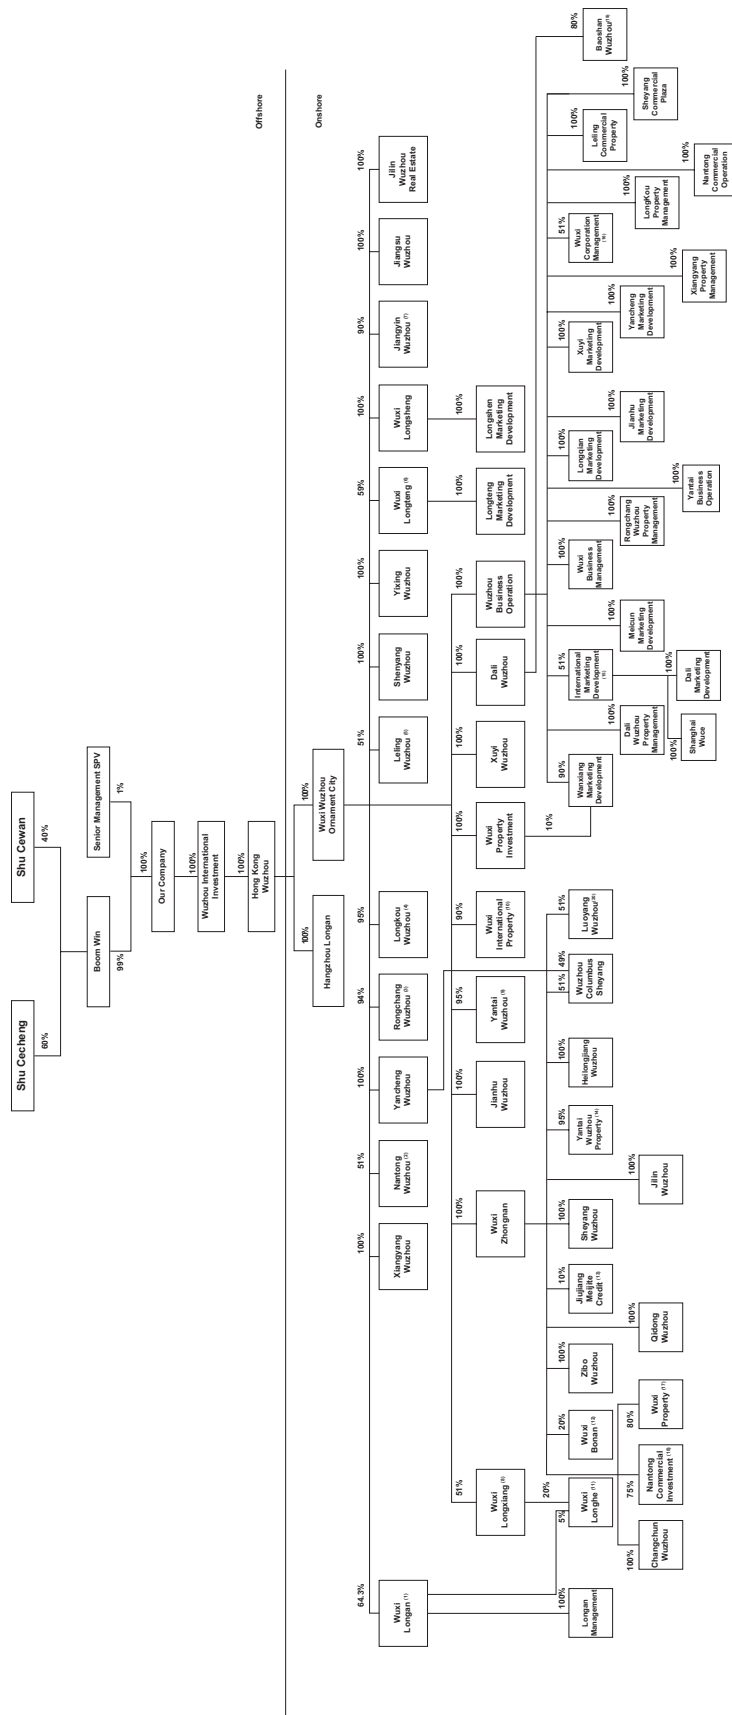 Shu Cecheng
Shu Cewan
60%
40%
Boom Win
Senior Management SPV
99%
1%
100%
Our Company
100%
Wuzhou International
Investment
100%
Hong Kong
Wuzhou
Offshore
Onshore
100%
Hangzhou Longan
100%
Wuxi Wuzhou
Ornament City
64.3%
Wuxi
Longan (1)
100%
Xiangyang
Wuzhou
51%
Nantong
Wuzhou (2)
100%
Yancheng
Wuzhou
94%
Rongchang
Wuzhou (3)
95%
Longkou
Wuzhou (4)
51%
Leling
Wuzhou (5)
100%
Shenyang
Wuzhou
100%
Yixing
Wuzhou
59%
Wuxi
Longteng (6)
100%
Wuxi
Longsheng
90%
Jiangyin
Wuzhou (7)
100%
Jiangsu
Wuzhou
100%
Jilin
Wuzhou
Real Estate
51%
Wuxi
Longxiang (8)
100%
Wuxi
Zhongnan
100%
Jianhu
Wuzhou
95%
Yantai
Wuzhou (9)
90%
Wuxi
International
Property (10)
100%
Wuxi
Property
Investment
100%
Xuyi
Wuzhou
100%
Dali
Wuzhou
100%
Wuzhou
Business
Operation
100%
Longteng
Marketing
Development
100%
Longshen
Marketing
Development
100%
Longan
Management
5%
20%
Wuxi
Longhe (11)
20%
Wuxi
Bonan (12)
100%
Zibo
Wuzhou
10%
Jiujiang
Meijite
Credit (13)
100%
Sheyang
Wuzhou
95%
Yantai
Wuzhou
Property (14)
100%
Heilongjiang
Wuzhou
51%
49%
Wuzhou
Columbus
Sheyang
51%
Luoyang
Wuzhou(20)
10%
90%
Wanxiang
Marketing
Development
51%
International
Marketing
Development
(15)
100%
Wuxi
Business
Management
100%
Longqian
Marketing
Development
100%
Xuyi
Marketing
Development
51%
Wuxi
Corporation
Management
(16)
100%
Leling
Commercial
Property
80%
Baoshan
Wuzhou(19)
100%
Changchun
Wuzhou
75%
Nantong
Commercial
Investment (18)
80%
Wuxi
Property (17)
100%
Qidong
Wuzhou
100%
Jilin
Wuzhou
100%
Dali
Wuzhou
Property
Management
Meicun
Marketing
Development
100%
Rongchang
Wuzhou
Property
Management
100%
Jianhu
Marketing
Development
100%
Yancheng
Marketing
Development
100%
LongKou
Property
Management
100%
Sheyang
Commercial
Plaza
100%
Shanghai
Wuce
100%
Dali
Marketing
Development
100%
Yantai
Business
Operation
100%
Xiangyang
Property
Management
100%
Nantong
Commercial
Operation